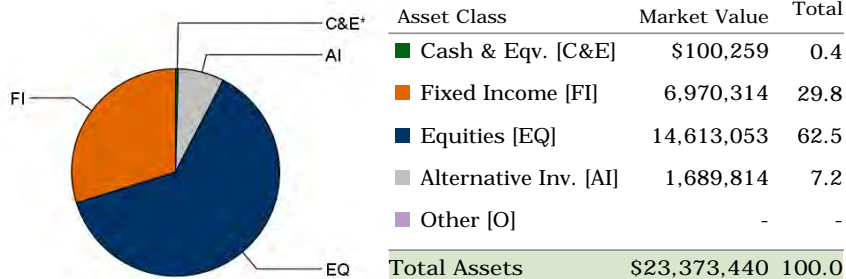 C&E*
AI
FI
EQ
Asset Class Market Value Total
Cash & Eqv. [C&E] $100,259 0.4
Fixed Income [FI] 6,970,314 29.8
Equities [EQ] 14,613,053 62.5
Alternative Inv. [AI] 1,689,814 7.2
Other [O] - -
Total Assets $23,373,440 100.0